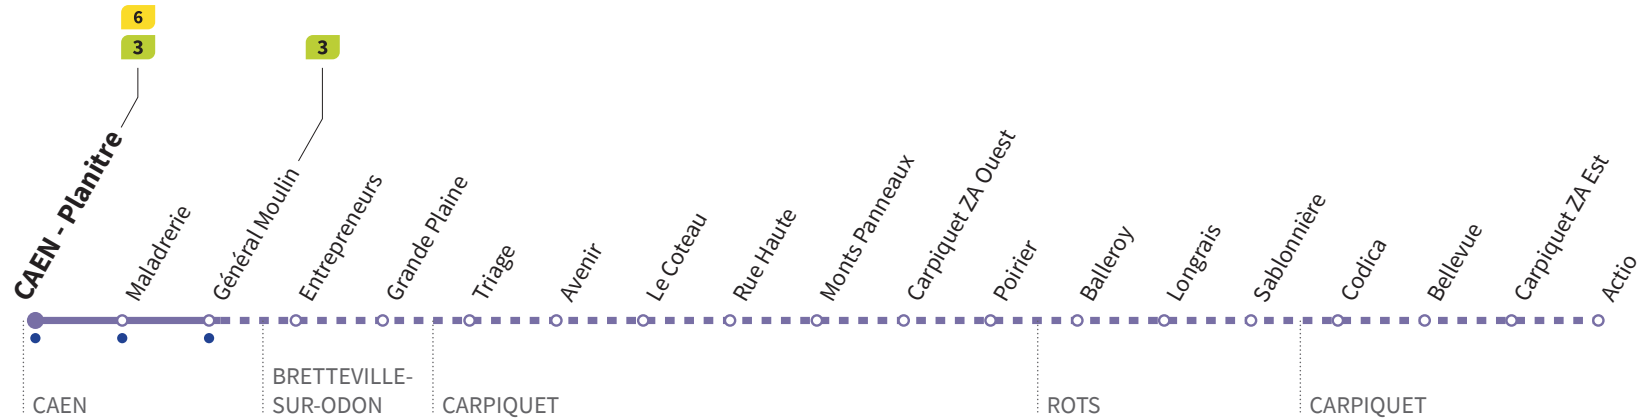 6
3
3
CAEN - Planitre
Maladrerie
Général Moulin
Entrepreneurs
Grande Plaine
Triage
Avenir
Le Coteau
Rue Haute
Monts Panneaux
Carpiquet ZA Ouest
Poirier
Balleroy
Longrais
Sablonnière
Codica
Bellevue
Carpiquet ZA Est
Actio
CAEN
BRETTEVILLE-
SUR-ODON
CARPIQUET
ROTS
CARPIQUET